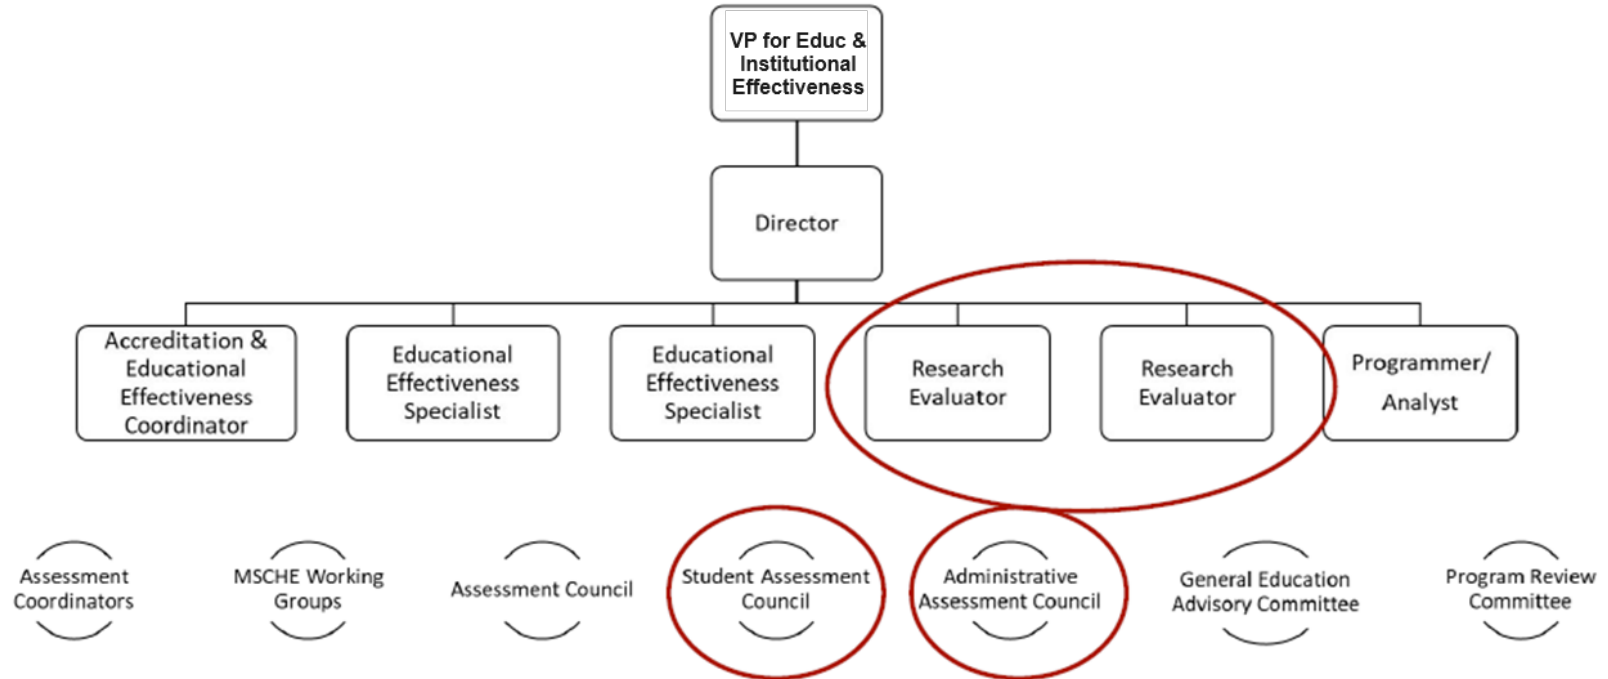 VP for Educ &
Institutional
Effectiveness
Director
Accreditation &
Educational
Effectiveness
Coordinator
Educational
Effectiveness
Specialist
Educational
Effectiveness
Specialist
Research
Evaluator
Research
Evaluator
Programmer/
Analyst
Assessment
Coordinators
MSCHE Working
Groups
Assessment Council
Student Assessment
Council
Administrative
Assessment Council
General Education
Advisory Committee
Program Review
Committee